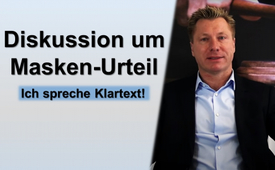 Diskussion um
Masken-Urteil
Ich spreche Klartext!